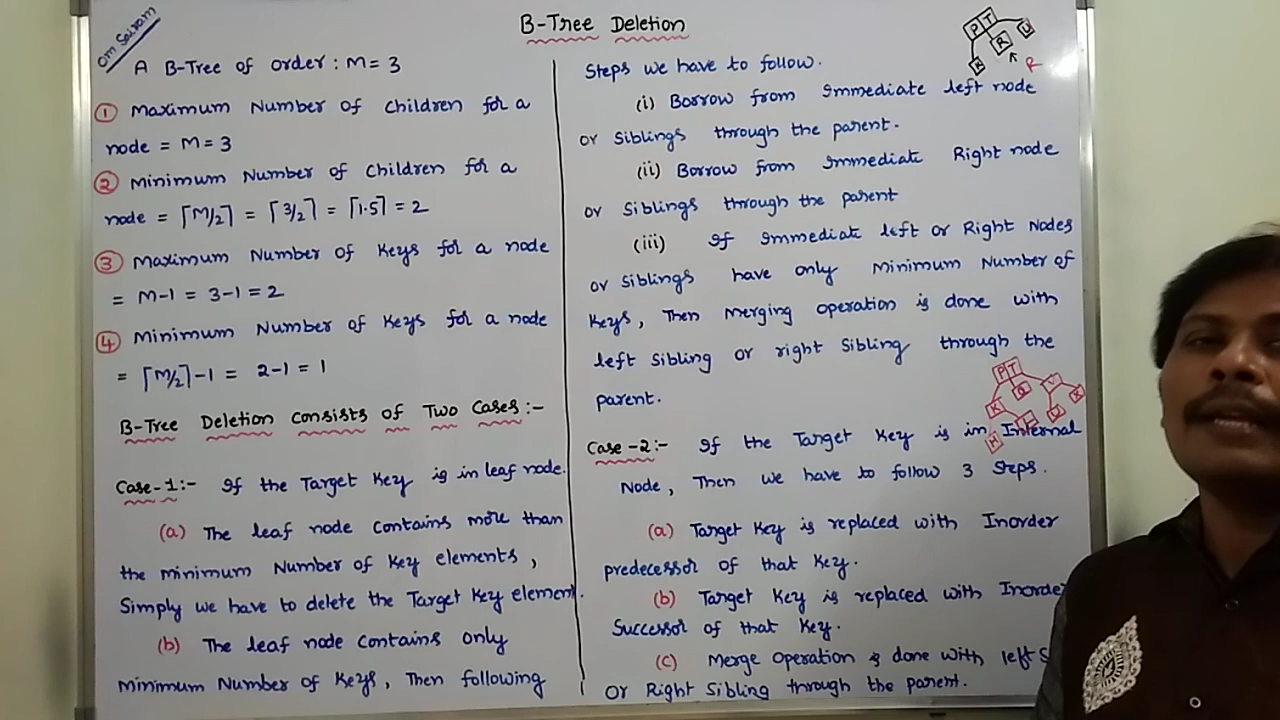 Om Sairam
B-Tree Deletion
A B-Tree of order : M = 3
① Maximum Number of children for a
node = M = 3
② Minimum Number of children for a
node = ⌈M/2⌉ = ⌈3/2⌉ = ⌈1.5⌉ = 2
③ Maximum Number of Keys for a node
= M-1 = 3-1 = 2
④ Minimum Number of Keys for a node
= ⌈M/2⌉-1 = 2-1 = 1
B-Tree Deletion consists of Two Cases:-
Case-1:- If the Target Key is in leaf node.
(a) The leaf node contains more than
the minimum Number of Key elements,
Simply we have to delete the Target Key element.
(b) The leaf node contains only
Minimum Number of Keys, Then following
Steps we have to follow.
(i) Borrow from Immediate left node
or siblings through the parent.
(ii) Borrow from Immediate Right node
or siblings through the parent
(iii) If Immediate left or Right Nodes
or siblings have only Minimum Number of
Keys, Then Merging operation is done with
left sibling or right sibling through the
parent.
Case-2:- If the Target Key is in Internal
Node, Then we have to follow 3 Steps.
(a) Target Key is replaced with Inorder
predecessor of that Key.
(b) Target Key is replaced with Inorder
Successor of that Key.
(c) Merge operation is done with left S
Or Right Sibling through the parent.
P T
R
R
P T